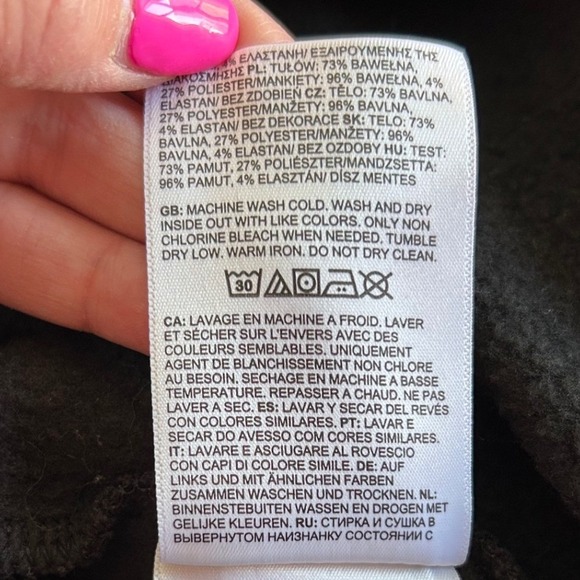 4% ΕΛΑΣΤΑΝΗ/ ΕΞΑΙΡΟΥΜΕΝΗΣ ΤΗΣ
ΔΙΑΚΟΣΜΗΣΗΣ PL: TUŁÓW: 73% BAWEŁNA,
27% POLIESTER/MANKIETY: 96% BAWEŁNA, 4%
ELASTAN/ BEZ ZDOBIEŃ CZ: TĚLO: 73% BAVLNA,
27% POLYESTER/MANŽETY: 96% BAVLNA,
4% ELASTAN/ BEZ DEKORACE SK: TELO: 73%
BAVLNA, 27% POLYESTER/MANŽETY: 96%
BAVLNA, 4% ELASTAN/ BEZ OZDOBY HU: TEST:
73% PAMUT, 27% POLIÉSZTER/MANDZSETTA:
96% PAMUT, 4% ELASZTÁN/ DÍSZ MENTES
GB: MACHINE WASH COLD. WASH AND DRY
INSIDE OUT WITH LIKE COLORS. ONLY NON
CHLORINE BLEACH WHEN NEEDED. TUMBLE
DRY LOW. WARM IRON. DO NOT DRY CLEAN.
30
CA: LAVAGE EN MACHINE A FROID. LAVER
ET SÉCHER SUR L'ENVERS AVEC DES
COULEURS SEMBLABLES. UNIQUEMENT
AGENT DE BLANCHISSEMENT NON CHLORE
AU BESOIN. SECHAGE EN MACHINE A BASSE
TEMPERATURE. REPASSER A CHAUD. NE PAS
LAVER A SEC. ES: LAVAR Y SECAR DEL REVÉS
CON COLORES SIMILARES. PT: LAVAR E
SECAR DO AVESSO COM CORES SIMILARES.
IT: LAVARE E ASCIUGARE AL ROVESCIO
CON CAPI DI COLORE SIMILE. DE: AUF
LINKS UND MIT ÄHNLICHEN FARBEN
ZUSAMMEN WASCHEN UND TROCKNEN. NL:
BINNENSTEBUITEN WASSEN EN DROGEN MET
GELIJKE KLEUREN. RU: СТИРКА И СУШКА В
ВЫВЕРНУТОМ НАИЗНАНКУ СОСТОЯНИИ С